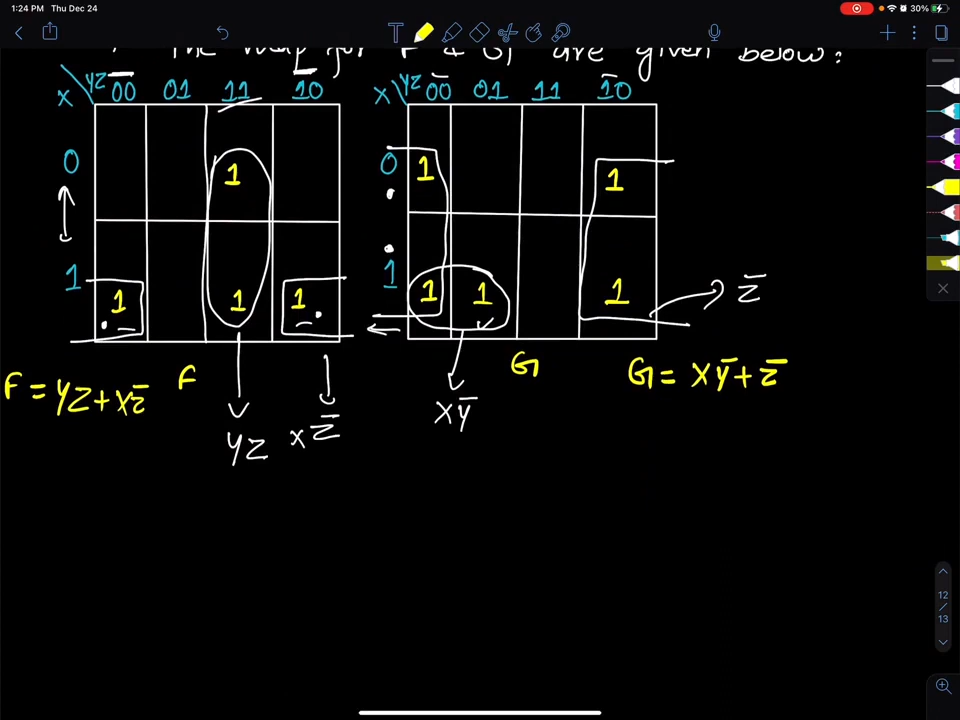 1:24 PM Thu Dec 24
30%
The map for F & G are given below:
x yz 00 01 11 10
0 1
1 1 1 1
x yz 00 01 11 10
0 1 1
1 1 1 1
z̄
F = yz + xz̄
F
G
G = xȳ + z̄
yz
xz̄
xȳ
12
/
13